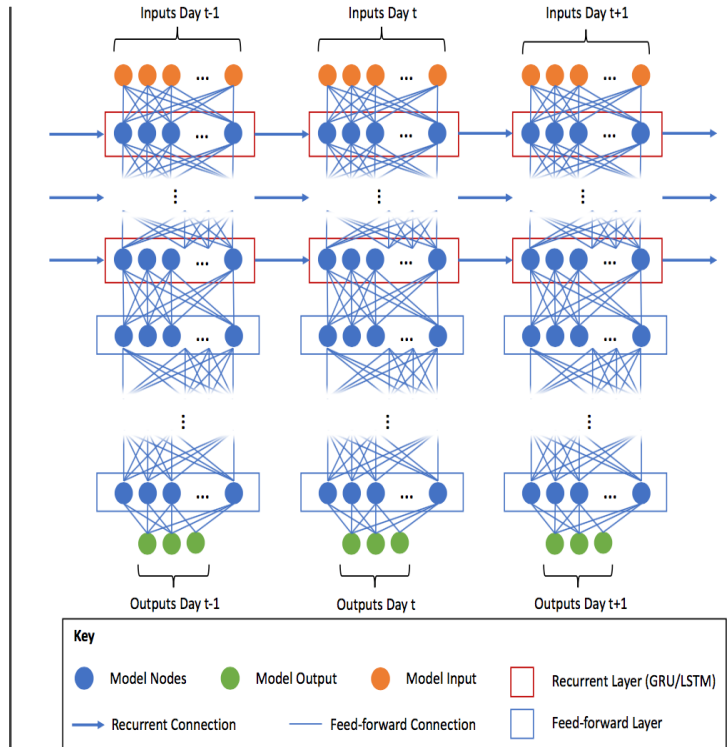 Inputs Day t-1 Inputs Day t Inputs Day t+1
... ... ...
... ... ...
... ... ...
... ... ...
... ... ...
... ... ...
... ... ...
Outputs Day t-1 Outputs Day t Outputs Day t+1
Key
Model Nodes Model Output Model Input Recurrent Layer (GRU/LSTM)
Recurrent Connection Feed-forward Connection Feed-forward Layer